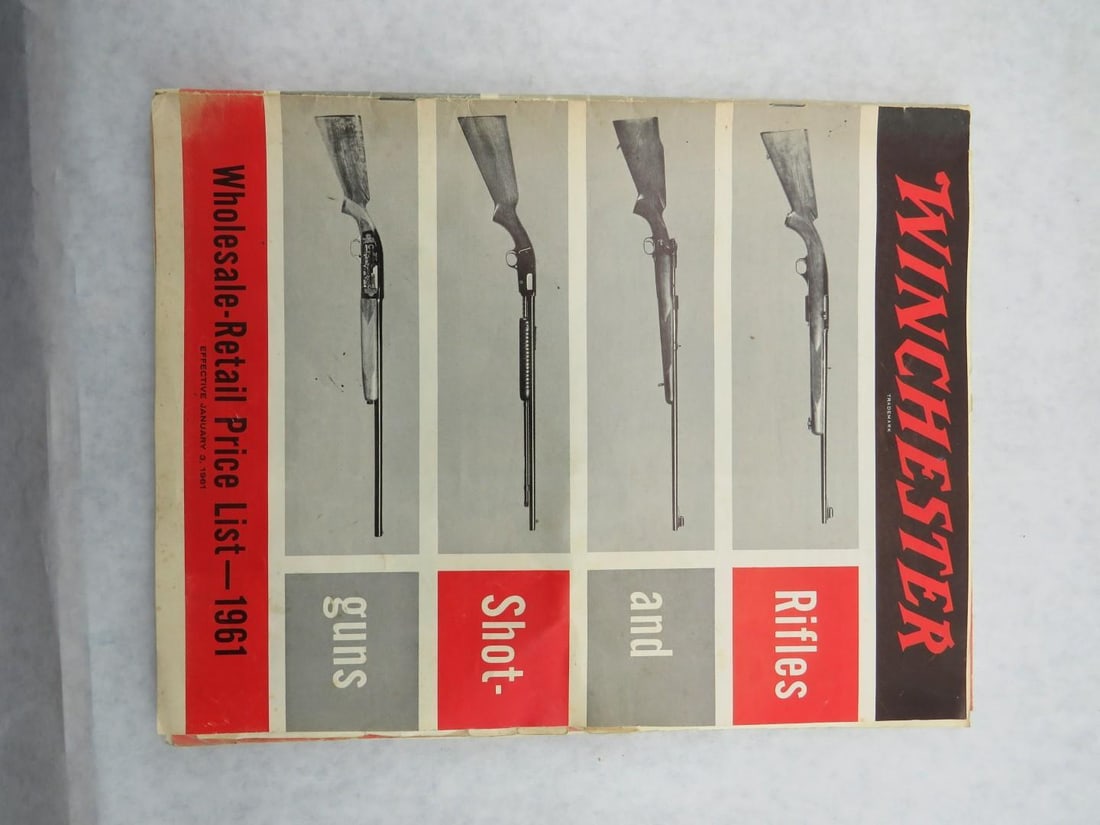 WINCHESTER
TRADEMARK
Rifles
and
Shot-
guns
Wholesale-Retail Price List—1961
EFFECTIVE JANUARY 3, 1961